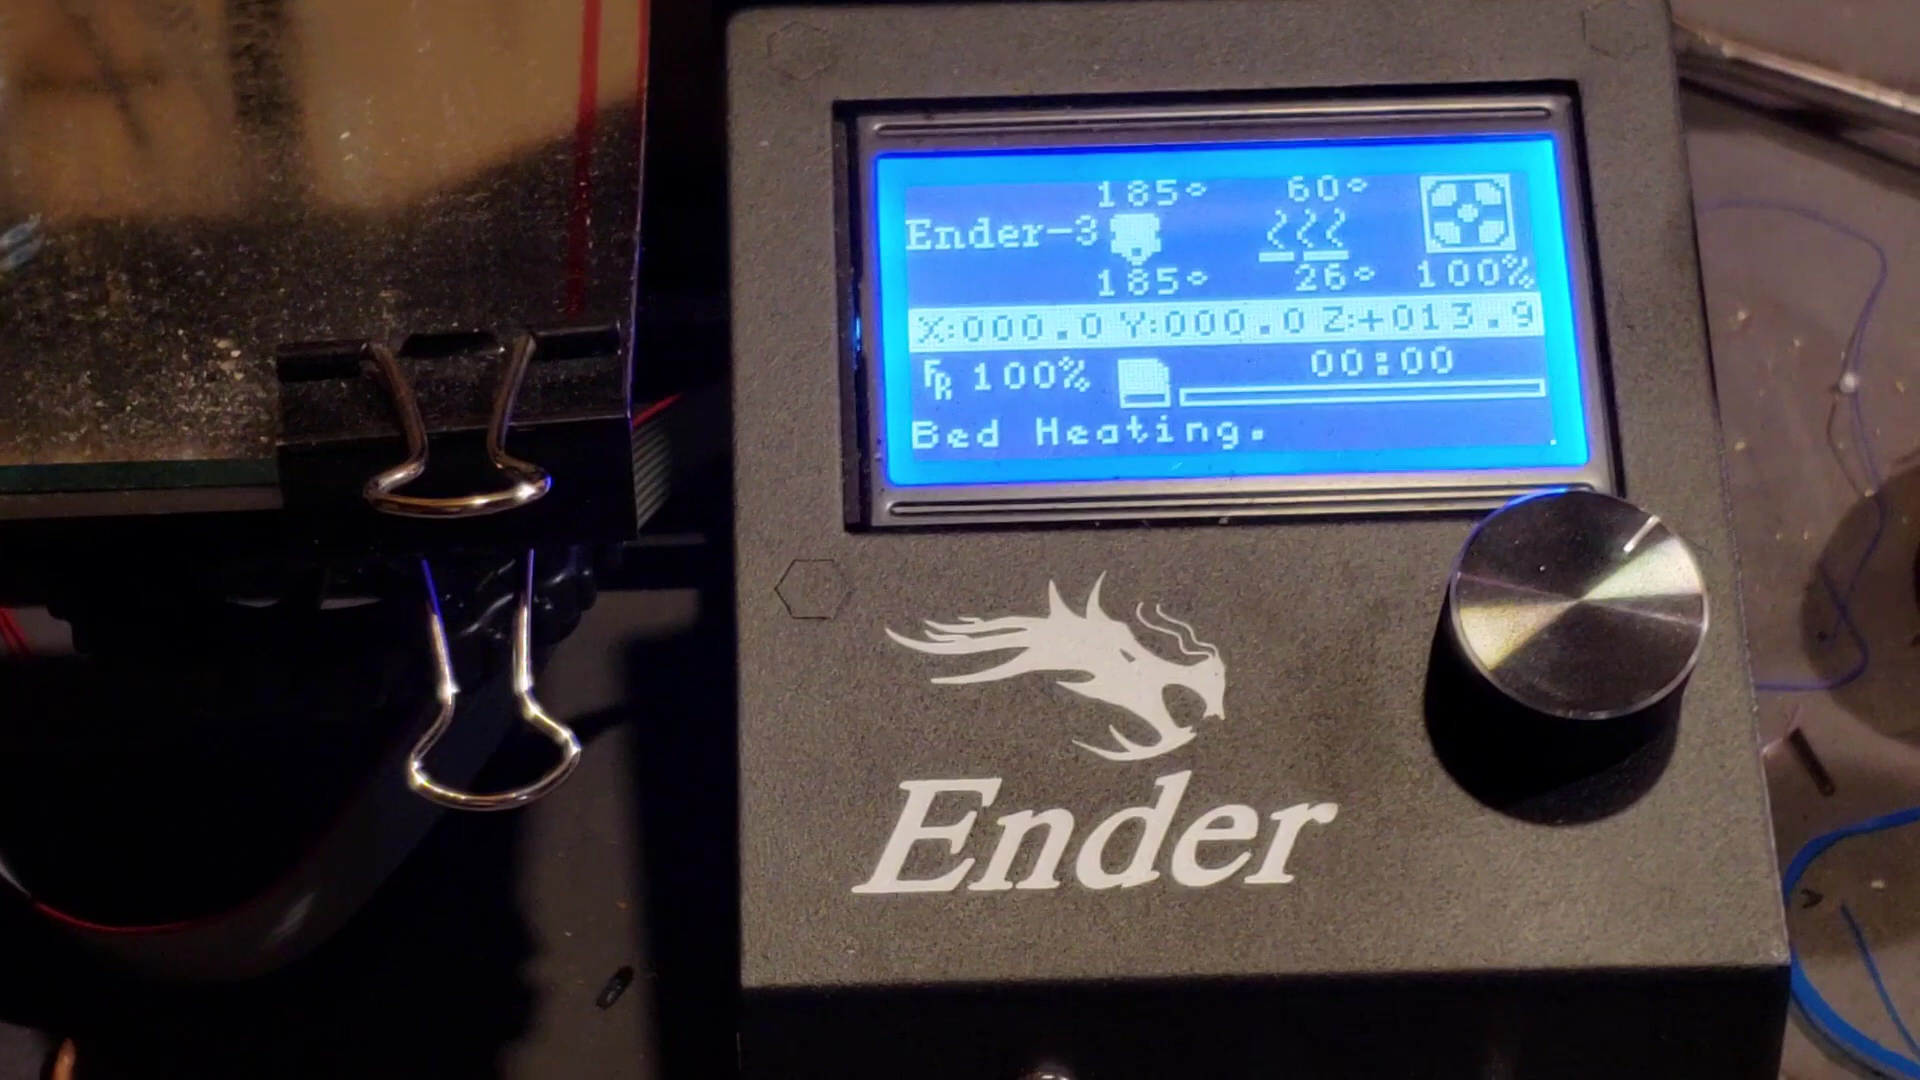 185° 60°
Ender-3
185° 26° 100%
X:000.0 Y:000.0 Z:+013.9
FR 100% 00:00
Bed Heating.
Ender